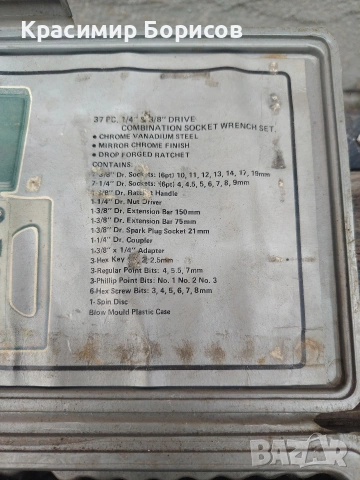 Красимир Борисов
37 PC. 1/4" & 3/8" DRIVE
COMBINATION SOCKET WRENCH SET.
• CHROME VANADIUM STEEL
• MIRROR CHROME FINISH
• DROP FORGED RATCHET
CONTAINS:
7-3/8" Dr. Sockets: (6pt) 10, 11, 12, 13, 14, 17, 19mm
7-1/4" Dr. Sockets: (6pt) 4, 4.5, 5, 6, 7, 8, 9mm
1-3/8" Dr. Ratchet Handle
1-1/4" Dr. Nut Driver
1-3/8" Dr. Extension Bar 150mm
1-3/8" Dr. Extension Bar 75mm
1-3/8" Dr. Spark Plug Socket 21mm
1-1/4" Dr. Coupler
1-3/8" x 1/4" Adapter
3-Hex Key 2-2.5mm
3-Regular Point Bits: 4, 5.5, 7mm
3-Phillip Point Bits: No. 1 No. 2 No. 3
6-Hex Screw Bits: 3, 4, 5, 6, 7, 8mm
1-Spin Disc
Blow Mould Plastic Case
BAZAR